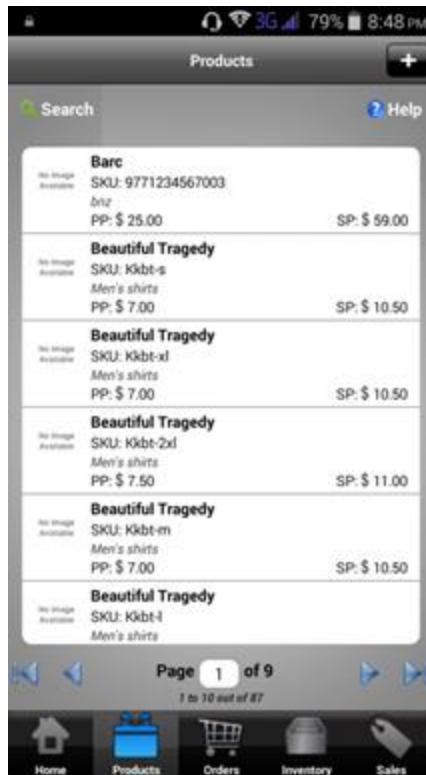 3G 79% 8:48 PM
Products
+
Search
? Help
No Image
Available
Barc
SKU: 9771234567003
bnz
PP: $ 25.00 SP: $ 59.00
No Image
Available
Beautiful Tragedy
SKU: Kkbt-s
Men's shirts
PP: $ 7.00 SP: $ 10.50
No Image
Available
Beautiful Tragedy
SKU: Kkbt-xl
Men's shirts
PP: $ 7.00 SP: $ 10.50
No Image
Available
Beautiful Tragedy
SKU: Kkbt-2xl
Men's shirts
PP: $ 7.50 SP: $ 11.00
No Image
Available
Beautiful Tragedy
SKU: Kkbt-m
Men's shirts
PP: $ 7.00 SP: $ 10.50
No Image
Available
Beautiful Tragedy
SKU: Kkbt-l
Men's shirts
Page 1 of 9
1 to 10 out of 87
Home Products Orders Inventory Sales